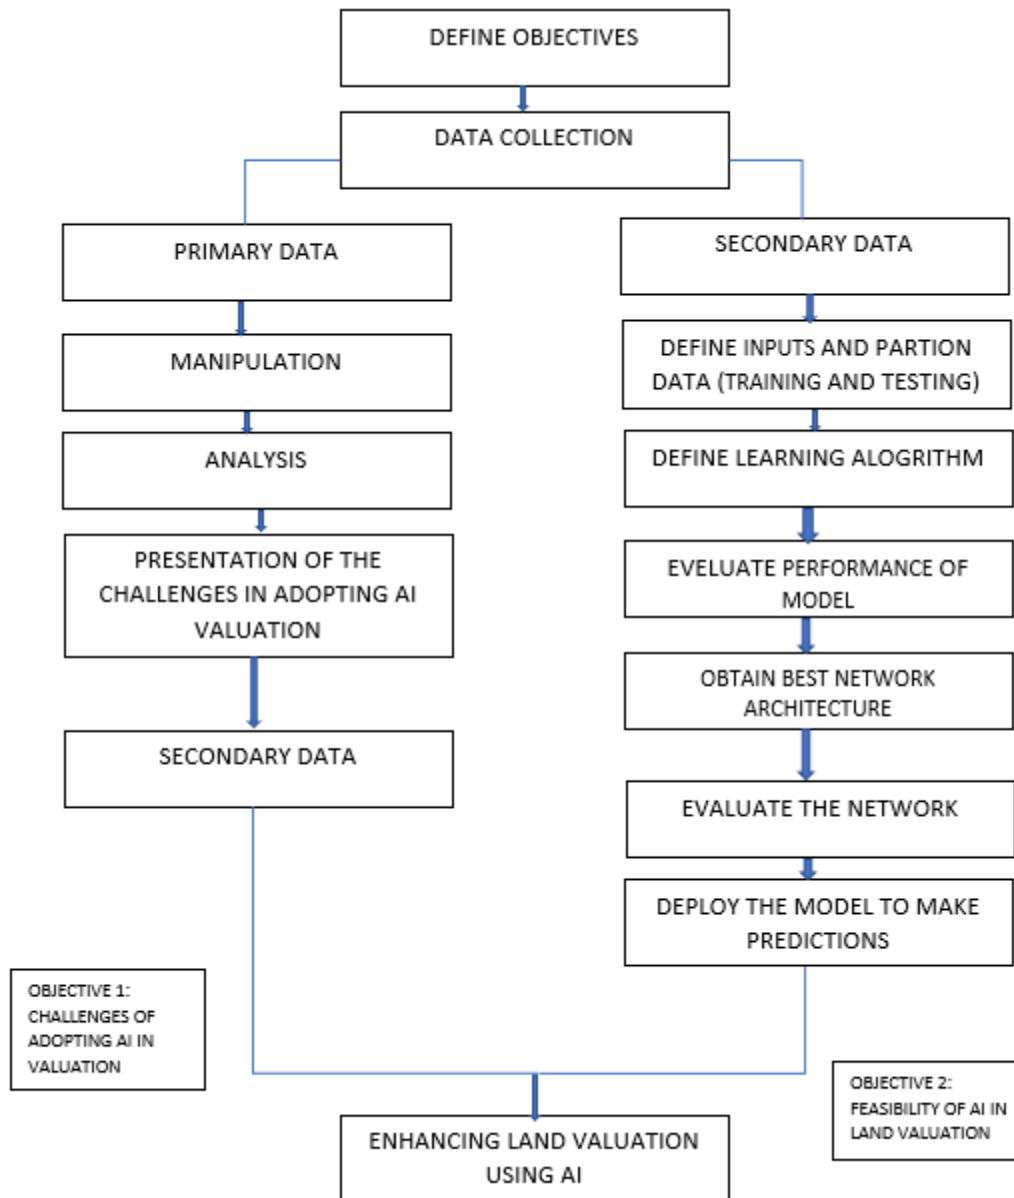 DEFINE OBJECTIVES
DATA COLLECTION
PRIMARY DATA
MANIPULATION
ANALYSIS
PRESENTATION OF THE
CHALLENGES IN ADOPTING AI
VALUATION
SECONDARY DATA
SECONDARY DATA
DEFINE INPUTS AND PARTION
DATA (TRAINING AND TESTING)
DEFINE LEARNING ALOGRITHM
EVELUATE PERFORMANCE OF
MODEL
OBTAIN BEST NETWORK
ARCHITECTURE
EVALUATE THE NETWORK
DEPLOY THE MODEL TO MAKE
PREDICTIONS
OBJECTIVE 1:
CHALLENGES OF
ADOPTING AI IN
VALUATION
OBJECTIVE 2:
FEASIBILITY OF AI IN
LAND VALUATION
ENHANCING LAND VALUATION
USING AI